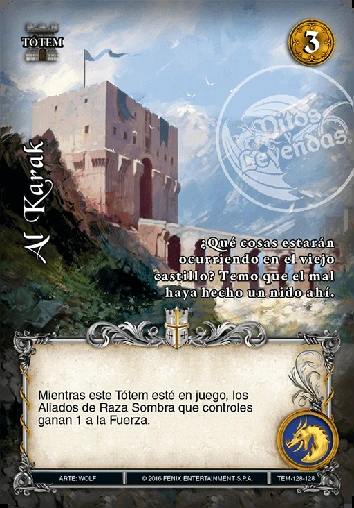 TÓTEM
3
Mitos y
Leyendas
Al Karak
¿Qué cosas estarán
ocurriendo en el viejo
castillo? Temo que el mal
haya hecho un nido ahí.
Mientras este Tótem esté en juego, los
Aliados de Raza Sombra que controles
ganan 1 a la Fuerza.
ARTE: WOLF
© 2016 FENIX ENTERTAINMENT S.P.A.
TEM-128-128